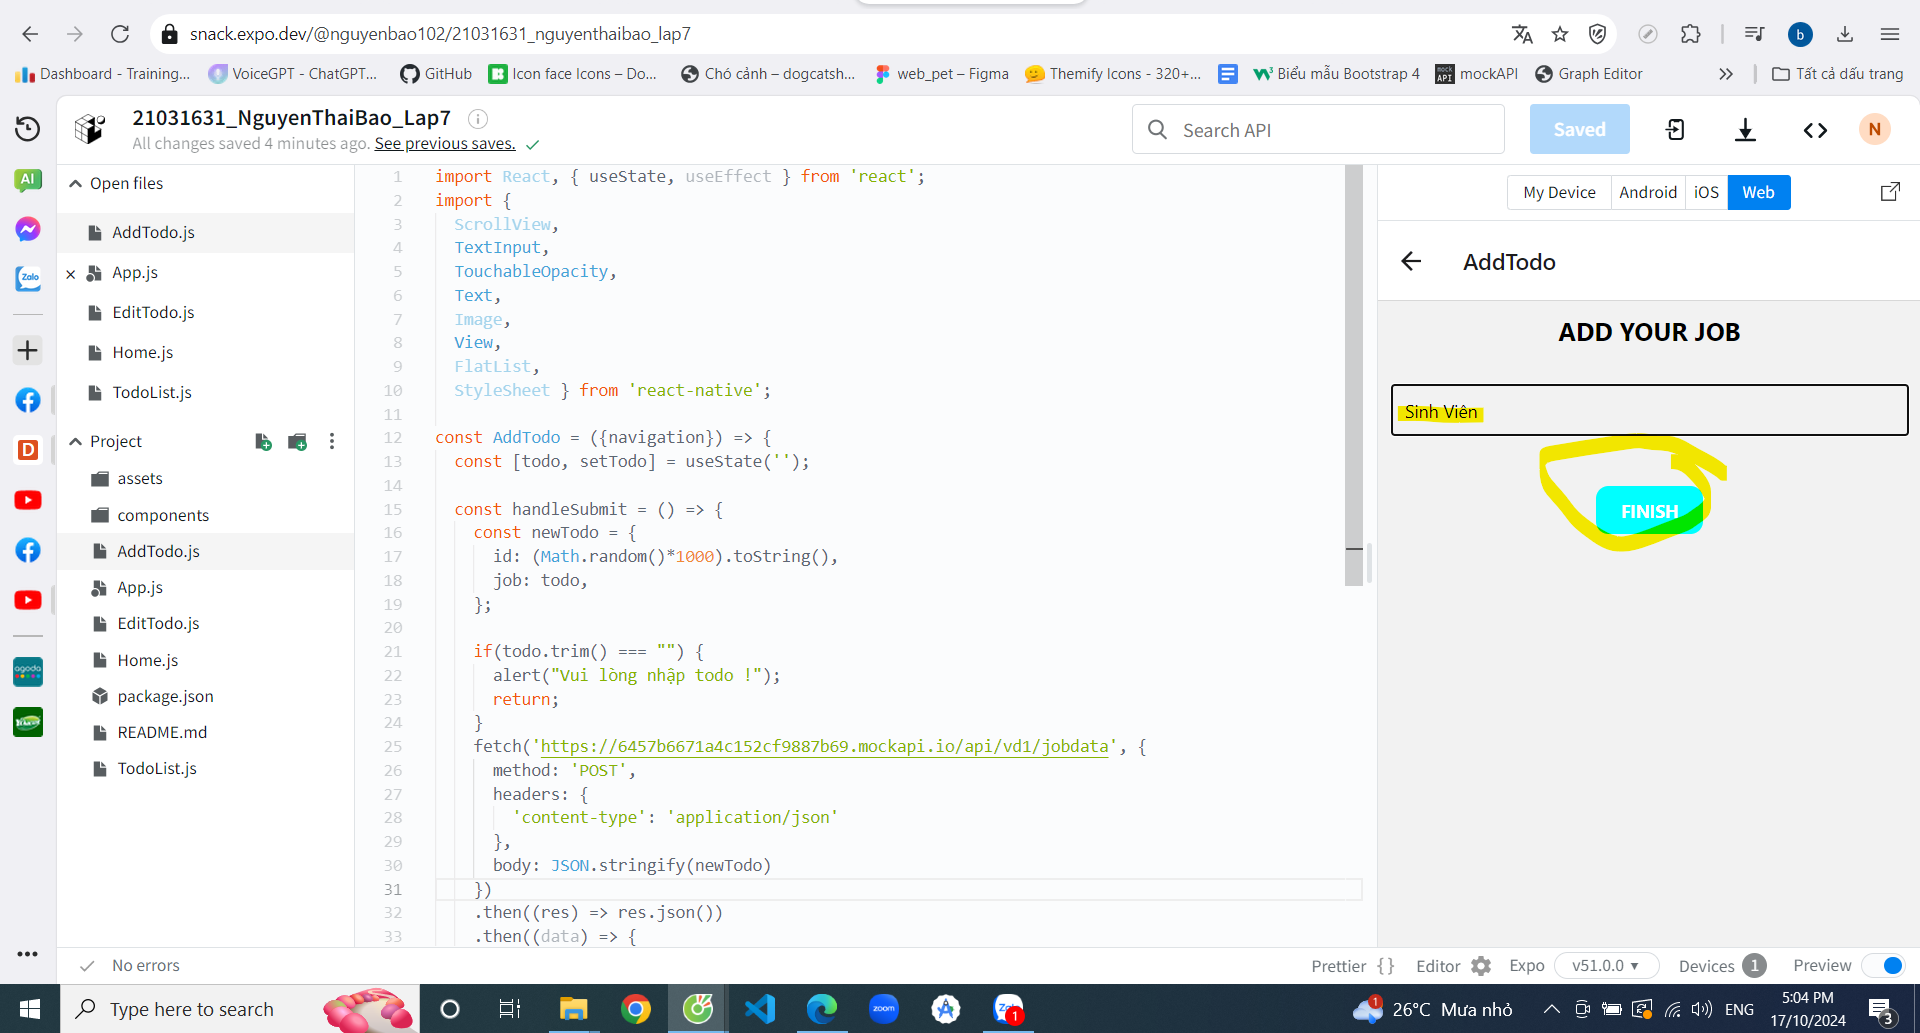 snack.expo.dev/@nguyenbao102/21031631_nguyenthaibao_lap7
b
Dashboard - Training...
VoiceGPT - ChatGPT...
GitHub
Icon face Icons – Do...
Chó cảnh – dogcatsh...
web_pet – Figma
Themify Icons - 320+...
Biểu mẫu Bootstrap 4
mockAPI
Graph Editor
Tất cả dấu trang
21031631_NguyenThaiBao_Lap7
All changes saved 4 minutes ago. See previous saves.
Search API
Saved
N
AI
Zalo
D
agoda
Open files
AddTodo.js
App.js
EditTodo.js
Home.js
TodoList.js
Project
assets
components
AddTodo.js
App.js
EditTodo.js
Home.js
package.json
README.md
TodoList.js
1 import React, { useState, useEffect } from 'react';
2 import {
3 ScrollView,
4 TextInput,
5 TouchableOpacity,
6 Text,
7 Image,
8 View,
9 FlatList,
10 StyleSheet } from 'react-native';
11
12 const AddTodo = ({navigation}) => {
13 const [todo, setTodo] = useState('');
14
15 const handleSubmit = () => {
16 const newTodo = {
17 id: (Math.random()*1000).toString(),
18 job: todo,
19 };
20
21 if(todo.trim() === "") {
22 alert("Vui lòng nhập todo !");
23 return;
24 }
25 fetch('https://6457b6671a4c152cf9887b69.mockapi.io/api/vd1/jobdata', {
26 method: 'POST',
27 headers: {
28 'content-type': 'application/json'
29 },
30 body: JSON.stringify(newTodo)
31 })
32 .then((res) => res.json())
33 .then((data) => {
My Device
Android
iOS
Web
AddTodo
ADD YOUR JOB
Sinh Viên
FINISH
No errors
Prettier {}
Editor
Expo
v51.0.0
Devices 1
Preview
Type here to search
zoom
1
1
26°C Mưa nhỏ
ENG
5:04 PM
17/10/2024
3